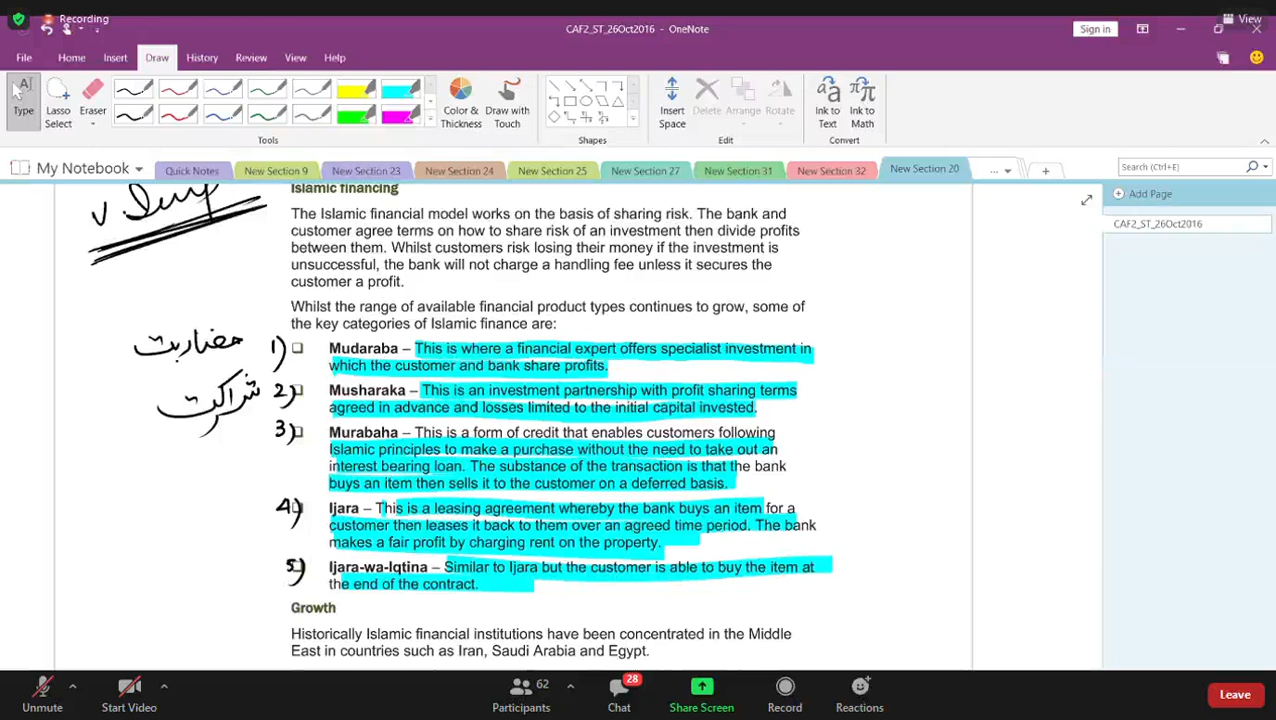 Recording
View
CAF2_ST_26Oct2016 - OneNote
Sign in
File
Home
Insert
Draw
History
Review
View
Help
Type
Lasso
Select
Eraser
Color &
Thickness
Draw with
Touch
Insert
Space
Delete
Arrange
Rotate
Ink to
Text
Ink to
Math
Tools
Shapes
Edit
Convert
My Notebook
Quick Notes
New Section 9
New Section 23
New Section 24
New Section 25
New Section 27
New Section 31
New Section 32
New Section 20
...
Search (Ctrl+E)
Add Page
CAF2_ST_26Oct2016
Islamic financing
The Islamic financial model works on the basis of sharing risk. The bank and
customer agree terms on how to share risk of an investment then divide profits
between them. Whilst customers risk losing their money if the investment is
unsuccessful, the bank will not charge a handling fee unless it secures the
customer a profit.
Whilst the range of available financial product types continues to grow, some of
the key categories of Islamic finance are:
مضاربت 1) Mudaraba – This is where a financial expert offers specialist investment in
which the customer and bank share profits.
شراکت 2) Musharaka – This is an investment partnership with profit sharing terms
agreed in advance and losses limited to the initial capital invested.
3) Murabaha – This is a form of credit that enables customers following
Islamic principles to make a purchase without the need to take out an
interest bearing loan. The substance of the transaction is that the bank
buys an item then sells it to the customer on a deferred basis.
4) Ijara – This is a leasing agreement whereby the bank buys an item for a
customer then leases it back to them over an agreed time period. The bank
makes a fair profit by charging rent on the property.
5) Ijara-wa-Iqtina – Similar to Ijara but the customer is able to buy the item at
the end of the contract.
Growth
Historically Islamic financial institutions have been concentrated in the Middle
East in countries such as Iran, Saudi Arabia and Egypt.
Unmute
Start Video
62
Participants
28
Chat
Share Screen
Record
Reactions
Leave